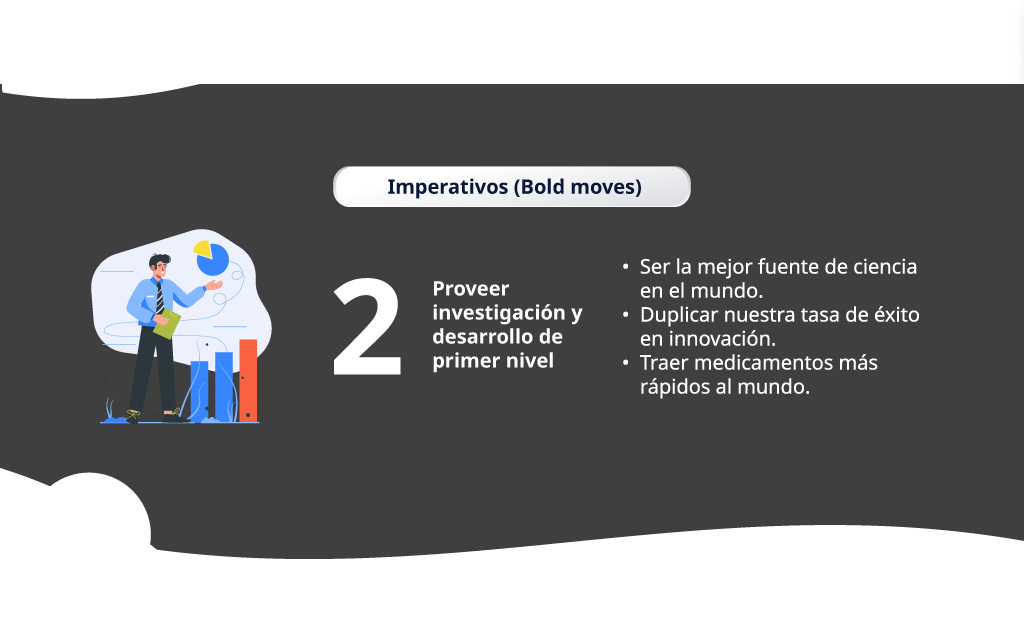 Imperativos (Bold moves)
2
Proveer
investigación y
desarrollo de
primer nivel
• Ser la mejor fuente de ciencia
en el mundo.
• Duplicar nuestra tasa de éxito
en innovación.
• Traer medicamentos más
rápidos al mundo.